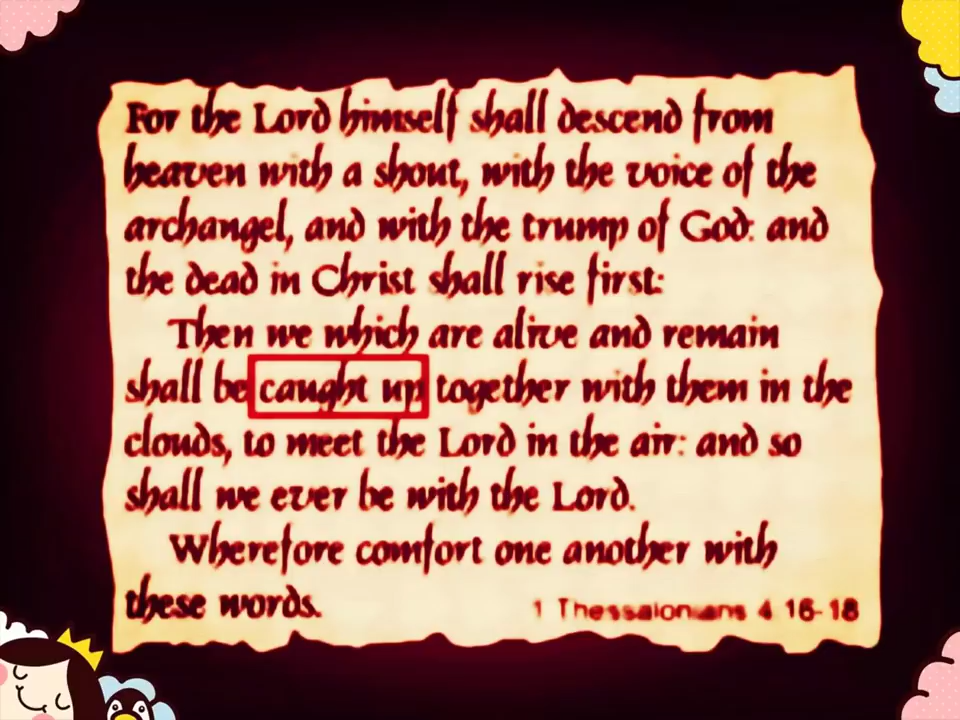 For the Lord himself shall descend from
heaven with a shout, with the voice of the
archangel, and with the trump of God: and
the dead in Christ shall rise first:
Then we which are alive and remain
shall be caught up together with them in the
clouds, to meet the Lord in the air: and so
shall we ever be with the Lord.
Wherefore comfort one another with
these words.
1 Thessalonians 4 16-18